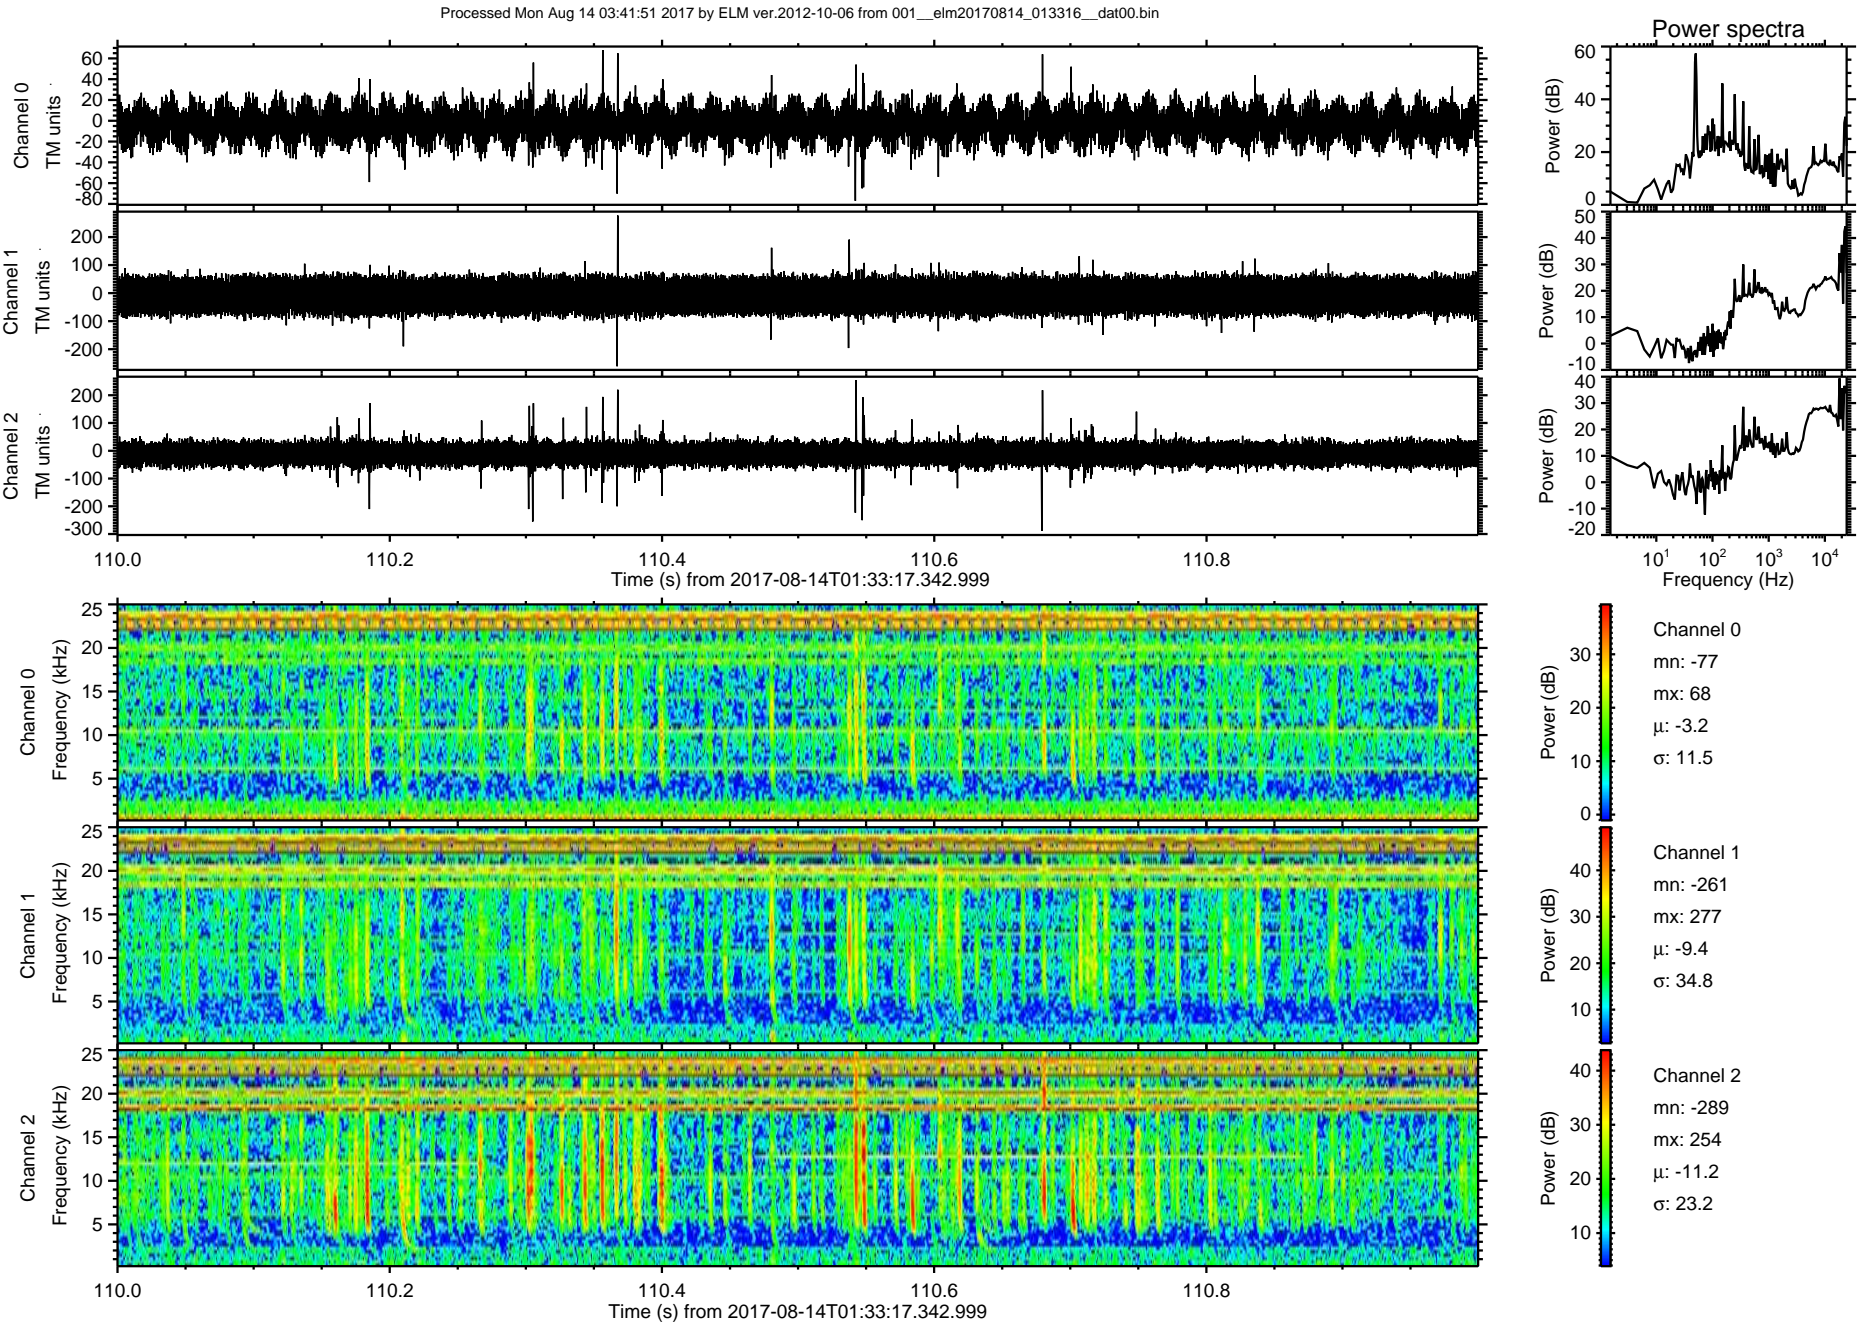 Processed Mon Aug 14 03:41:51 2017 by ELM ver.2012-10-06 from 001__elm20170814_013316__dat00.bin
Power spectra
Channel 0
TM units
60
40
20
0
-20
-40
-60
-80
Power (dB)
60
40
20
0
Channel 1
TM units
200
100
0
-100
-200
Power (dB)
50
40
30
20
10
0
-10
Channel 2
TM units
200
100
0
-100
-200
-300
Power (dB)
40
30
20
10
0
-10
-20
110.0 110.2 110.4 110.6 110.8
Time (s) from 2017-08-14T01:33:17.342.999
10^1 10^2 10^3 10^4
Frequency (Hz)
Channel 0
Frequency (kHz)
25
20
15
10
5
Power (dB)
30
20
10
0
Channel 0
mn: -77
mx: 68
μ: -3.2
σ: 11.5
Channel 1
Frequency (kHz)
25
20
15
10
5
Power (dB)
40
30
20
10
Channel 1
mn: -261
mx: 277
μ: -9.4
σ: 34.8
Channel 2
Frequency (kHz)
25
20
15
10
5
Power (dB)
40
30
20
10
Channel 2
mn: -289
mx: 254
μ: -11.2
σ: 23.2
110.0 110.2 110.4 110.6 110.8
Time (s) from 2017-08-14T01:33:17.342.999